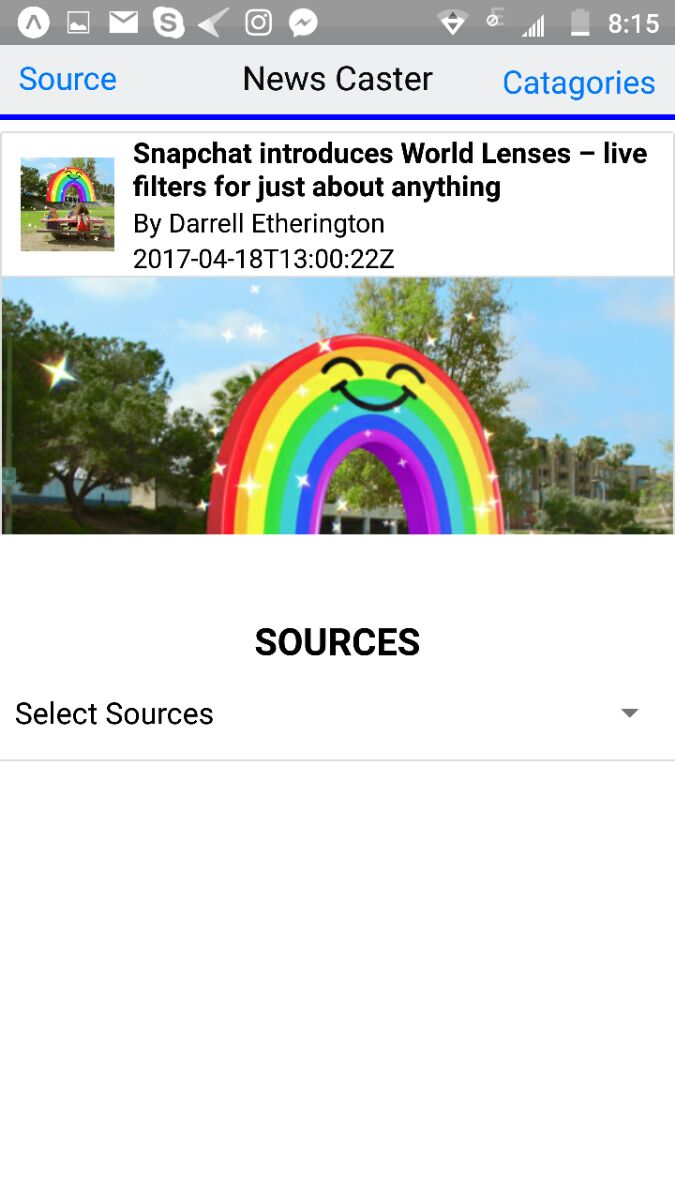 8:15
Source
News Caster
Catagories
Snapchat introduces World Lenses – live
filters for just about anything
By Darrell Etherington
2017-04-18T13:00:22Z
SOURCES
Select Sources